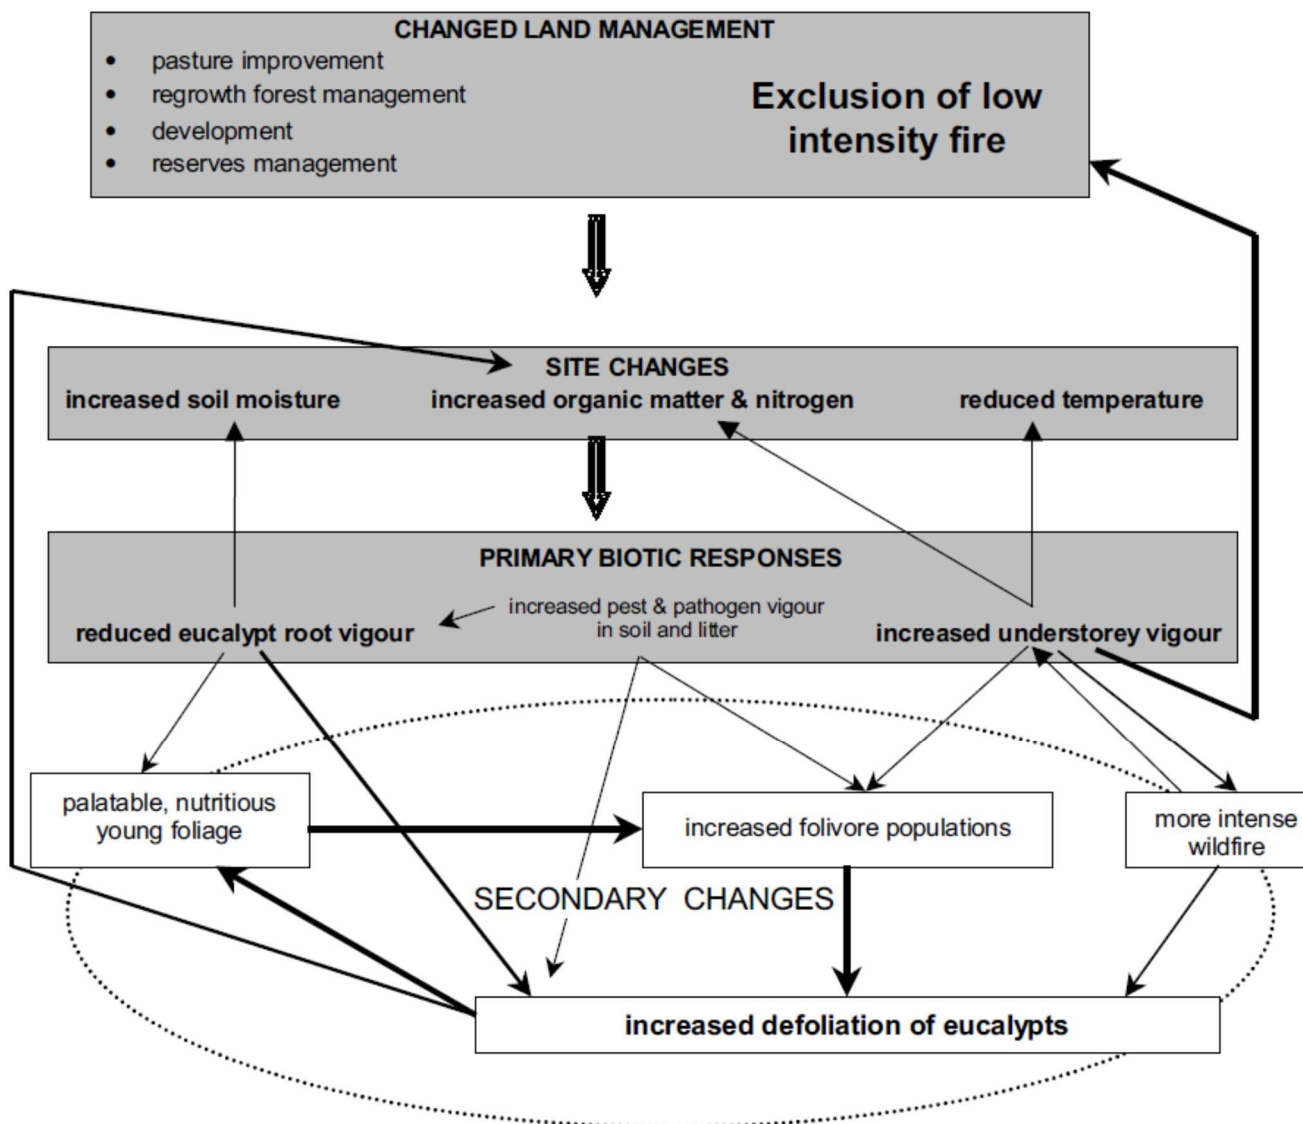 CHANGED LAND MANAGEMENT
• pasture improvement
• regrowth forest management
• development
• reserves management
Exclusion of low
intensity fire
SITE CHANGES
increased soil moisture
increased organic matter & nitrogen
reduced temperature
PRIMARY BIOTIC RESPONSES
reduced eucalypt root vigour
increased pest & pathogen vigour
in soil and litter
increased understorey vigour
palatable, nutritious
young foliage
increased folivore populations
more intense
wildfire
SECONDARY CHANGES
increased defoliation of eucalypts